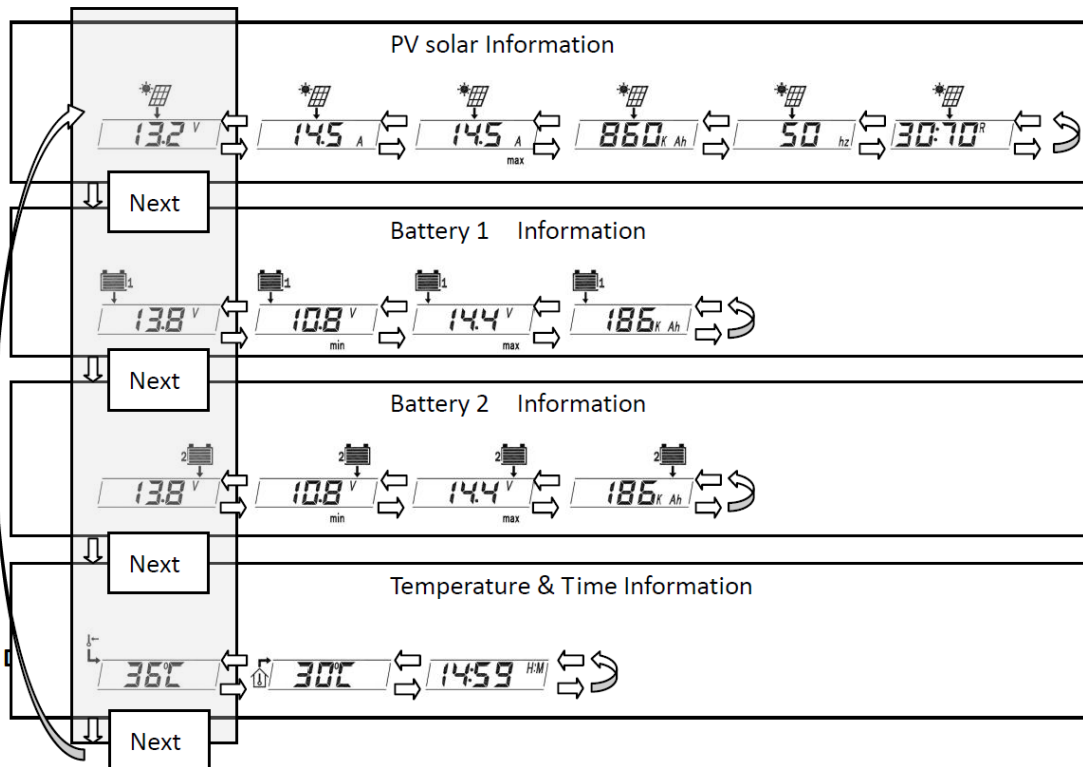 PV solar Information
13.2 V
14.5 A
14.5 A
max
860 K Ah
50 hz
30:70 R
Next
Battery 1 Information
1
13.8 V
1
10.8 V
min
1
14.4 V
max
1
186 K Ah
Next
Battery 2 Information
2
13.8 V
2
10.8 V
min
2
14.4 V
max
2
186 K Ah
Next
Temperature & Time Information
36°C
30°C
14:59 H:M
Next